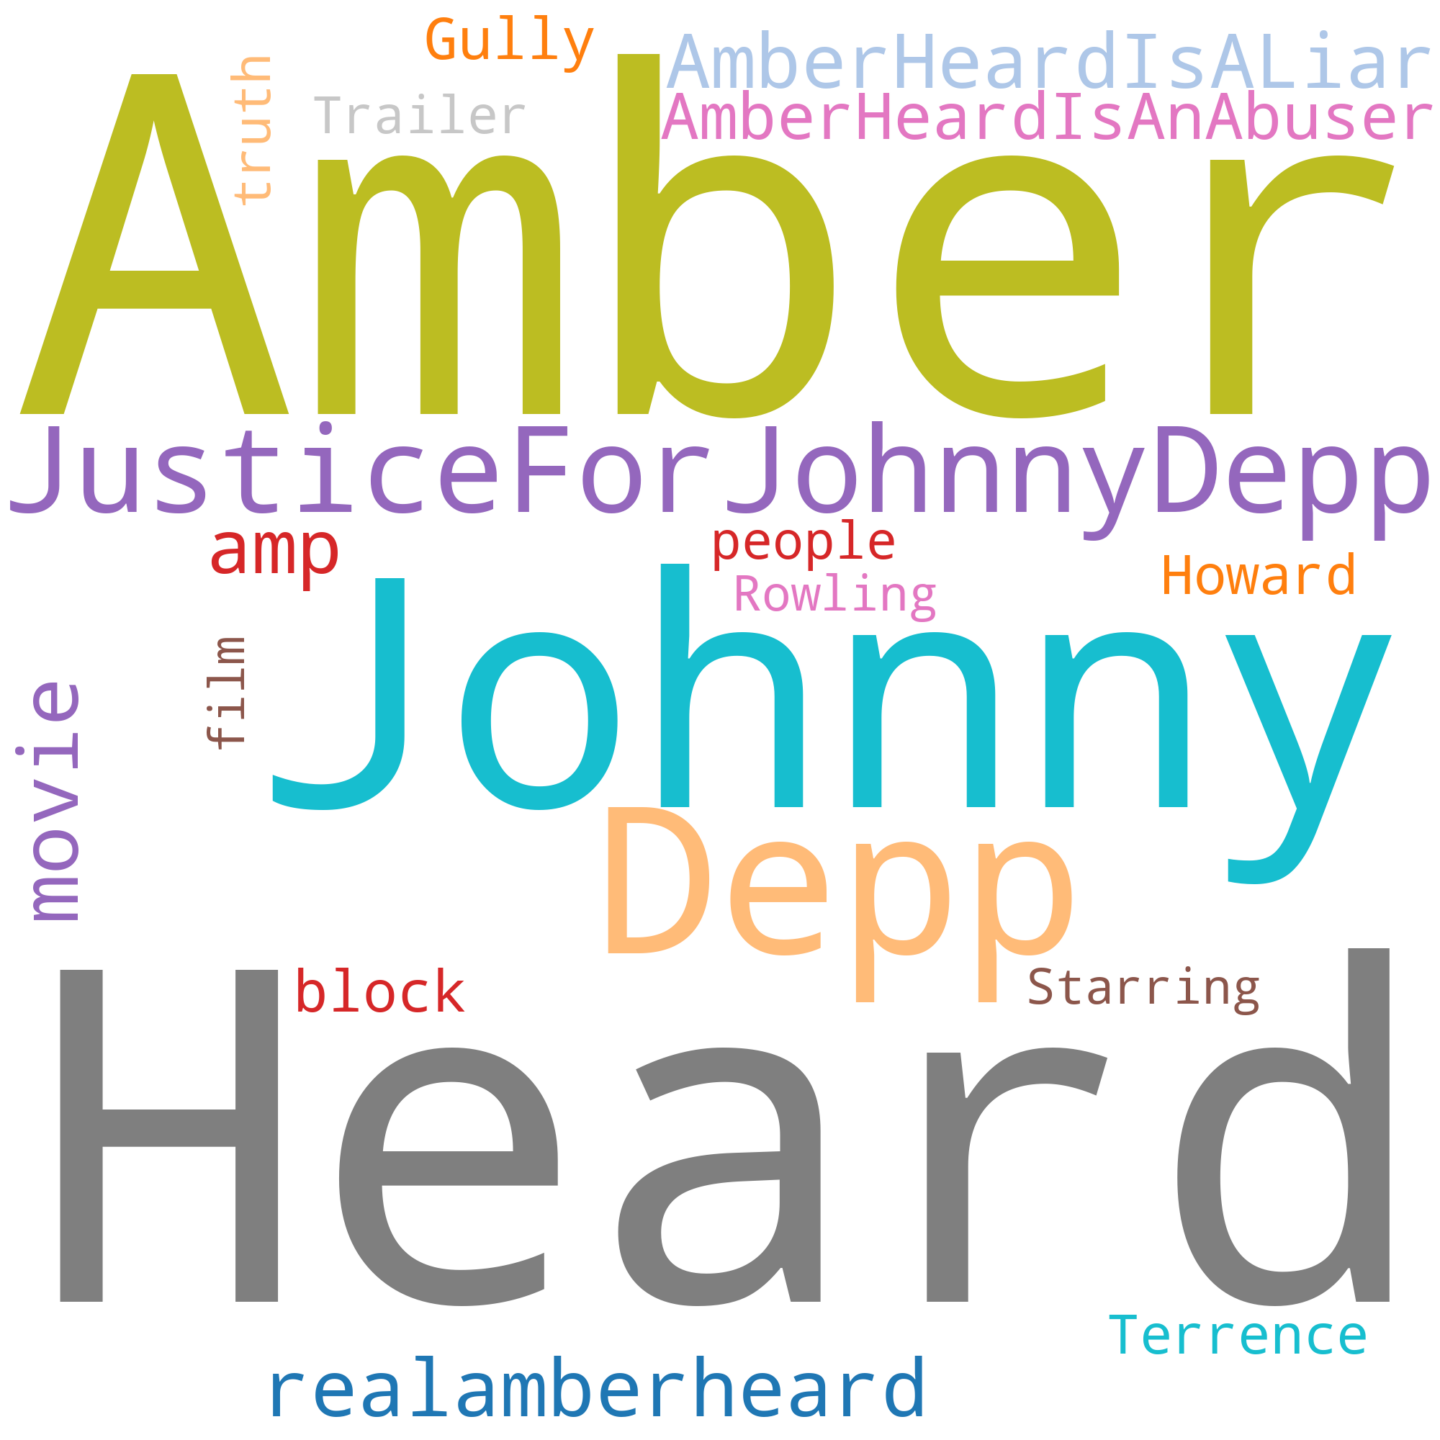 Gully
AmberHeardIsALiar
truth
Trailer
AmberHeardIsAnAbuser
Amber
JusticeForJohnnyDepp
amp
people
Howard
Rowling
film
Johnny
movie
Depp
block
Starring
Heard
Terrence
realamberheard